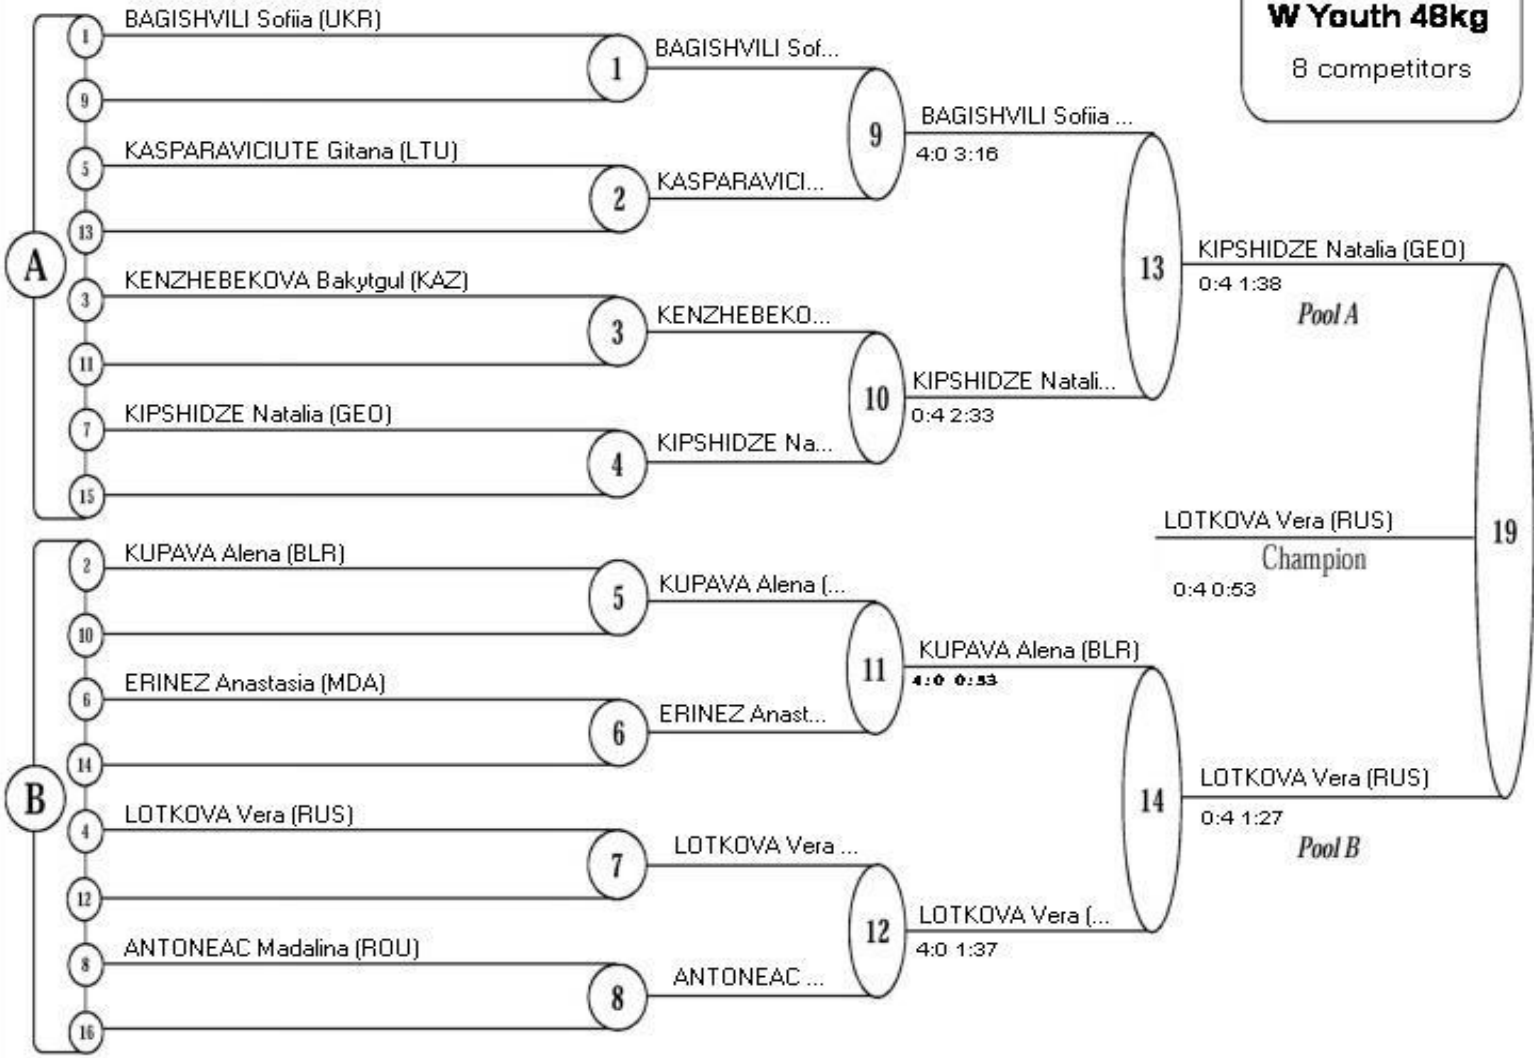 W Youth 48kg
8 competitors
A
1
BAGISHVILI Sofiia (UKR)
9
1
BAGISHVILI Sof...
5
KASPARAVICIUTE Gitana (LTU)
13
2
KASPARAVICI...
9
BAGISHVILI Sofiia ...
4:0 3:16
3
KENZHEBEKOVA Bakytgul (KAZ)
11
3
KENZHEBEKO...
7
KIPSHIDZE Natalia (GEO)
15
4
KIPSHIDZE Na...
10
KIPSHIDZE Natali...
0:4 2:33
13
KIPSHIDZE Natalia (GEO)
0:4 1:38
Pool A
B
2
KUPAVA Alena (BLR)
10
5
KUPAVA Alena (...
6
ERINEZ Anastasia (MDA)
14
6
ERINEZ Anast...
11
KUPAVA Alena (BLR)
4:0 0:53
4
LOTKOVA Vera (RUS)
12
7
LOTKOVA Vera ...
8
ANTONEAC Madalina (ROU)
16
8
ANTONEAC ...
12
LOTKOVA Vera (...
4:0 1:37
14
LOTKOVA Vera (RUS)
0:4 1:27
Pool B
19
LOTKOVA Vera (RUS)
Champion
0:4 0:53